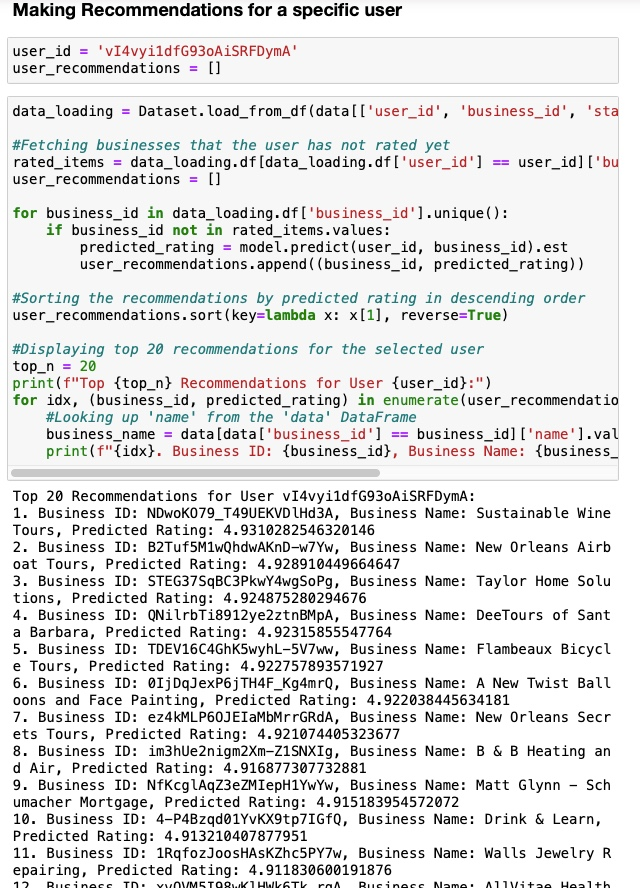 Making Recommendations for a specific user
user_id = 'vI4vyi1dfG93oAiSRFDymA'
user_recommendations = []
data_loading = Dataset.load_from_df(data[['user_id', 'business_id', 'sta
#Fetching businesses that the user has not rated yet
rated_items = data_loading.df[data_loading.df['user_id'] == user_id]['bu
user_recommendations = []
for business_id in data_loading.df['business_id'].unique():
    if business_id not in rated_items.values:
        predicted_rating = model.predict(user_id, business_id).est
        user_recommendations.append((business_id, predicted_rating))
#Sorting the recommendations by predicted rating in descending order
user_recommendations.sort(key=lambda x: x[1], reverse=True)
#Displaying top 20 recommendations for the selected user
top_n = 20
print(f"Top {top_n} Recommendations for User {user_id}:")
for idx, (business_id, predicted_rating) in enumerate(user_recommendatio
    #Looking up 'name' from the 'data' DataFrame
    business_name = data[data['business_id'] == business_id]['name'].val
    print(f"{idx}. Business ID: {business_id}, Business Name: {business_
Top 20 Recommendations for User vI4vyi1dfG93oAiSRFDymA:
1. Business ID: NDwoKO79_T49UEKVDlHd3A, Business Name: Sustainable Wine
Tours, Predicted Rating: 4.9310282546320146
2. Business ID: B2Tuf5M1wQhdwAKnD-w7Yw, Business Name: New Orleans Airb
oat Tours, Predicted Rating: 4.928910449664647
3. Business ID: STEG37SqBC3PkwY4wgSoPg, Business Name: Taylor Home Solu
tions, Predicted Rating: 4.924875280294676
4. Business ID: QNilrbTi8912ye2ztnBMpA, Business Name: DeeTours of Sant
a Barbara, Predicted Rating: 4.92315855547764
5. Business ID: TDEV16C4GhK5wyhL-5V7ww, Business Name: Flambeaux Bicycl
e Tours, Predicted Rating: 4.922757893571927
6. Business ID: 0IjDqJexP6jTH4F_Kg4mrQ, Business Name: A New Twist Ball
oons and Face Painting, Predicted Rating: 4.922038445634181
7. Business ID: ez4kMLP6OJEIaMbMrrGRdA, Business Name: New Orleans Secr
ets Tours, Predicted Rating: 4.921074405323677
8. Business ID: im3hUe2nigm2Xm-Z1SNXIg, Business Name: B & B Heating an
d Air, Predicted Rating: 4.916877307732881
9. Business ID: NfKcglAqZ3eZMIepH1YwYw, Business Name: Matt Glynn - Sch
umacher Mortgage, Predicted Rating: 4.915183954572072
10. Business ID: 4-P4Bzqd01YvKX9tp7IGfQ, Business Name: Drink & Learn,
Predicted Rating: 4.913210407877951
11. Business ID: 1RqfozJoosHAsKZhc5PY7w, Business Name: Walls Jewelry R
epairing, Predicted Rating: 4.911830600191876
12. Business ID: Business Name: AllVitae Health